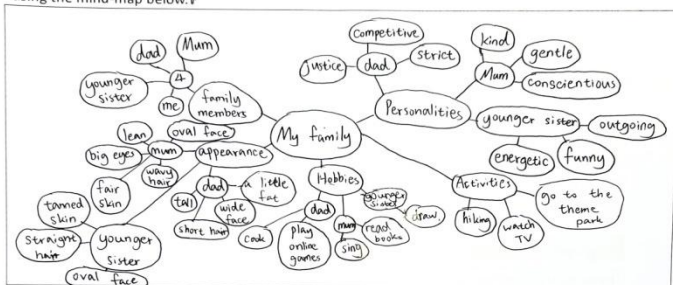 using the mind-map below.
Competitive
justice
dad
strict
kind
gentle
Mum
conscientious
Personalities
younger sister
outgoing
energetic
funny
dad
Mum
4
younger
sister
me
family
members
My family
oval face
lean
mum
appearance
big eyes
wavy
hair
fair
skin
dad
a little
fat
tall
wide
face
short hair
tanned
skin
straight
hair
younger
sister
oval face
Hobbies
dad
cook
play
online
games
mum
sing
read
books
younger
sister
draw
Activities
hiking
watch
TV
go to the
theme
park